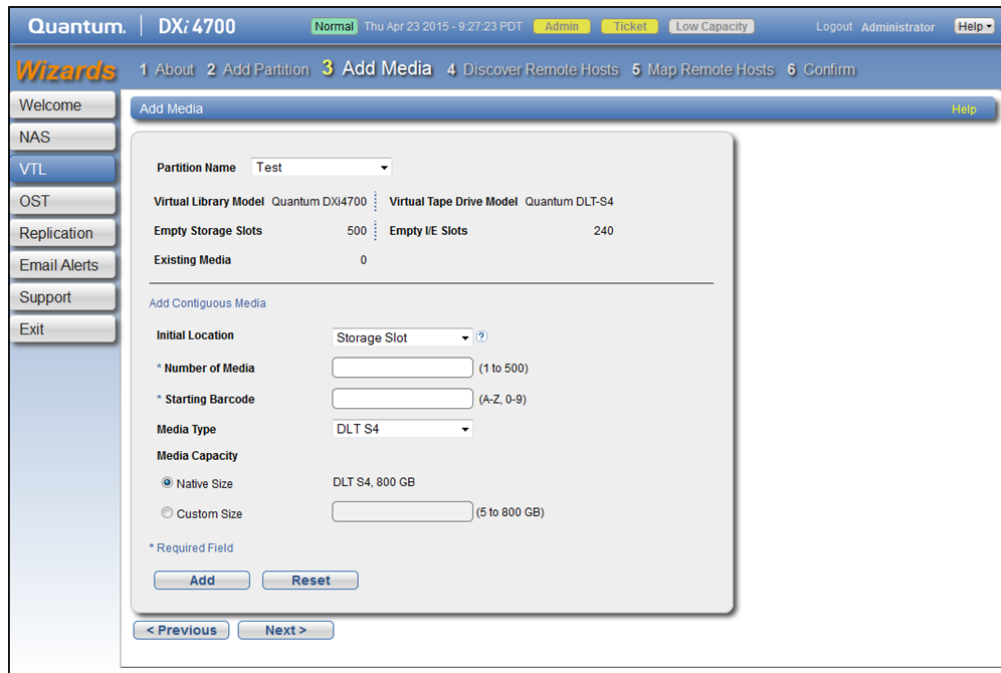 Quantum. | DXi4700 Normal Thu Apr 23 2015 - 9:27:23 PDT Admin Ticket Low Capacity Logout Administrator Help
Wizards 1 About 2 Add Partition 3 Add Media 4 Discover Remote Hosts 5 Map Remote Hosts 6 Confirm
Welcome
NAS
VTL
OST
Replication
Email Alerts
Support
Exit
Add Media Help
Partition Name Test
Virtual Library Model Quantum DXi4700 Virtual Tape Drive Model Quantum DLT-S4
Empty Storage Slots 500 Empty I/E Slots 240
Existing Media 0
Add Contiguous Media
Initial Location Storage Slot ?
* Number of Media (1 to 500)
* Starting Barcode (A-Z, 0-9)
Media Type DLT S4
Media Capacity
Native Size DLT S4, 800 GB
Custom Size (5 to 800 GB)
* Required Field
Add Reset
< Previous Next >